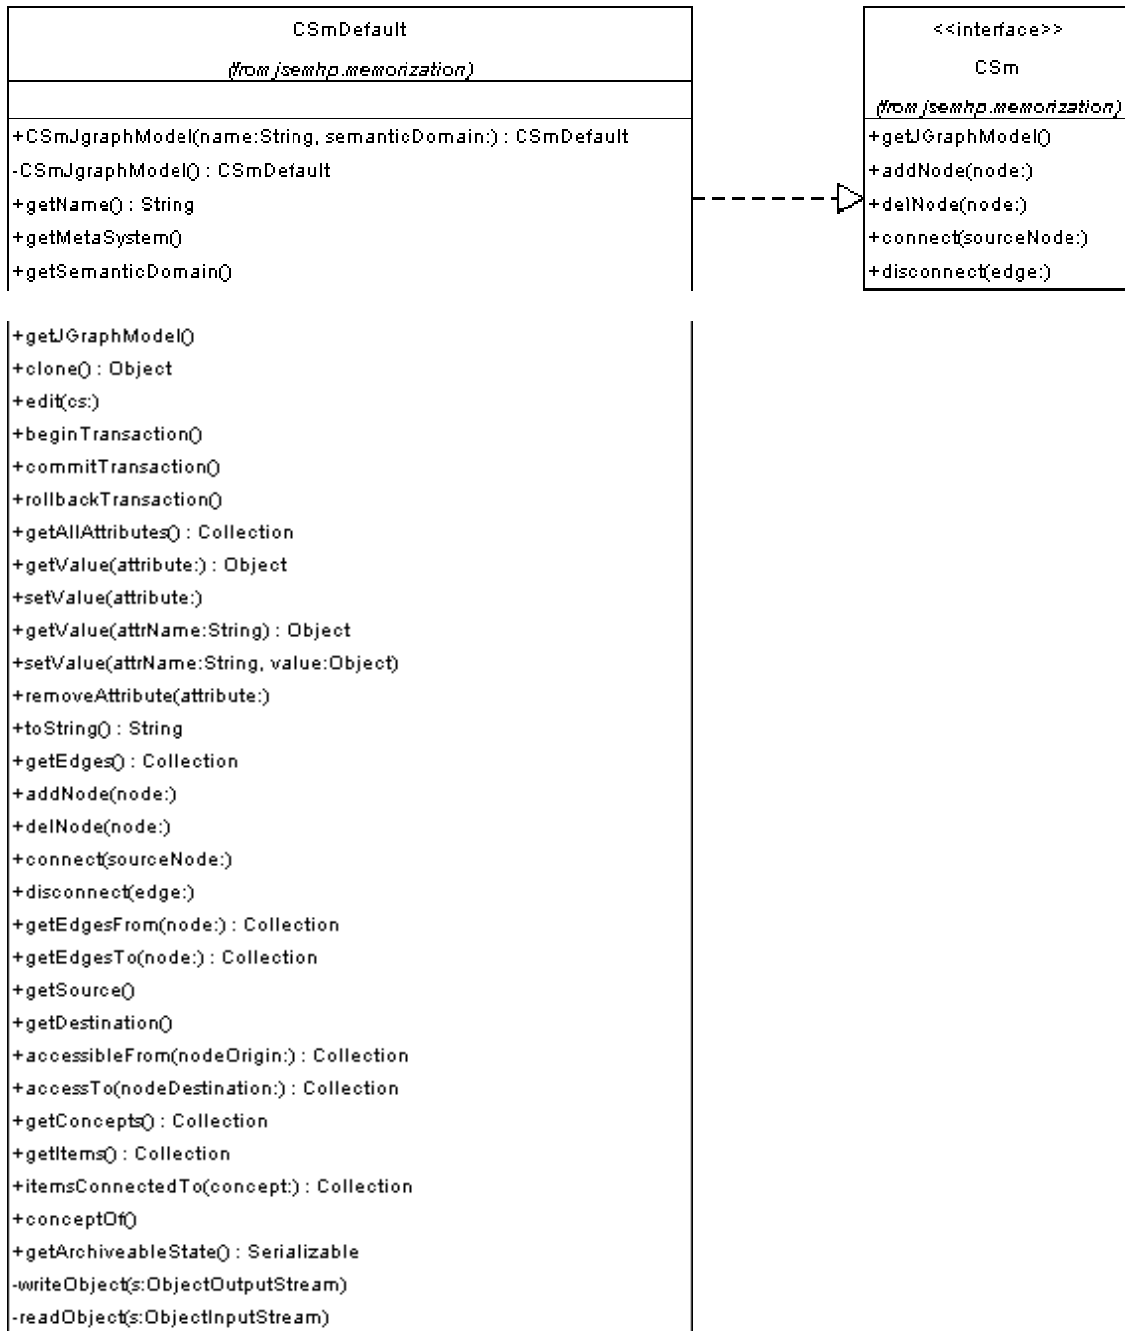 CSmDefault
(from jsemhp.memorization)
+CSmJgraphModel(name:String, semanticDomain:) : CSmDefault
-CSmJgraphModel() : CSmDefault
+getName() : String
+getMetaSystem()
+getSemanticDomain()
<<interface>>
CSm
(from jsemhp.memorization)
+getJGraphModel()
+addNode(node:)
+delNode(node:)
+connect(sourceNode:)
+disconnect(edge:)
+getJGraphModel()
+clone() : Object
+edit(cs:)
+beginTransaction()
+commitTransaction()
+rollbackTransaction()
+getAllAttributes() : Collection
+getValue(attribute:) : Object
+setValue(attribute:)
+getValue(attrName:String) : Object
+setValue(attrName:String, value:Object)
+removeAttribute(attribute:)
+toString() : String
+getEdges() : Collection
+addNode(node:)
+delNode(node:)
+connect(sourceNode:)
+disconnect(edge:)
+getEdgesFrom(node:) : Collection
+getEdgesTo(node:) : Collection
+getSource()
+getDestination()
+accessibleFrom(nodeOrigin:) : Collection
+accessTo(nodeDestination:) : Collection
+getConcepts() : Collection
+getItems() : Collection
+itemsConnectedTo(concept:) : Collection
+conceptOf()
+getArchiveableState() : Serializable
-writeObject(s:ObjectOutputStream)
-readObject(s:ObjectInputStream)